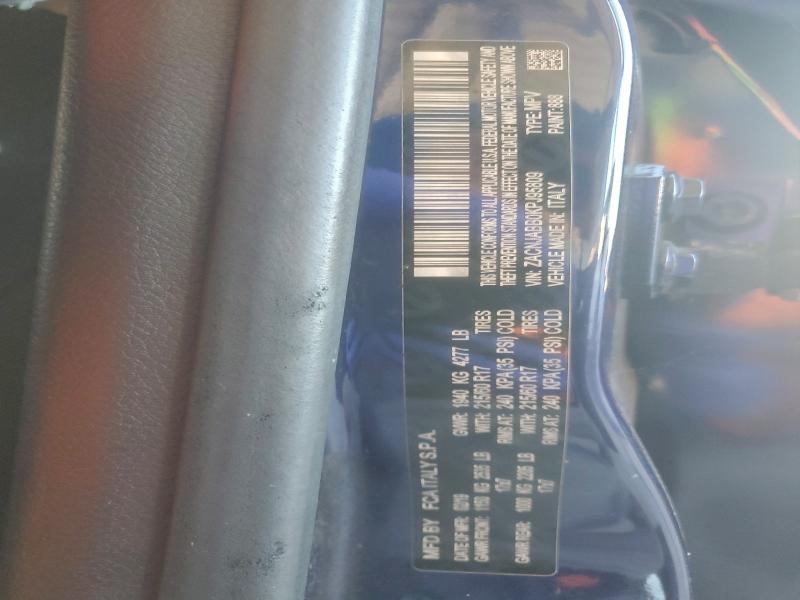 MFD BY FCA ITALY S.P.A.
DATE OF MFR: 02/19 GVWR: 1940 KG 4277 LB
GAWR FRONT: 1150 KG 2535 LB WITH: 215/60 R17 TIRES
17x7 RIMS AT: 240 KPA(35 PSI) COLD
GAWR REAR: 1000 KG 2205 LB WITH: 215/60 R17 TIRES
17x7 RIMS AT: 240 KPA(35 PSI) COLD
THIS VEHICLE CONFORMS TO ALL APPLICABLE U.S.A. FEDERAL MOTOR VEHICLE SAFETY AND
THEFT PREVENTION STANDARDS IN EFFECT ON THE DATE OF MANUFACTURE SHOWN ABOVE
VIN: ZACNJABB0KPJ95809 TYPE:MPV
VEHICLE MADE IN: ITALY PAINT:888